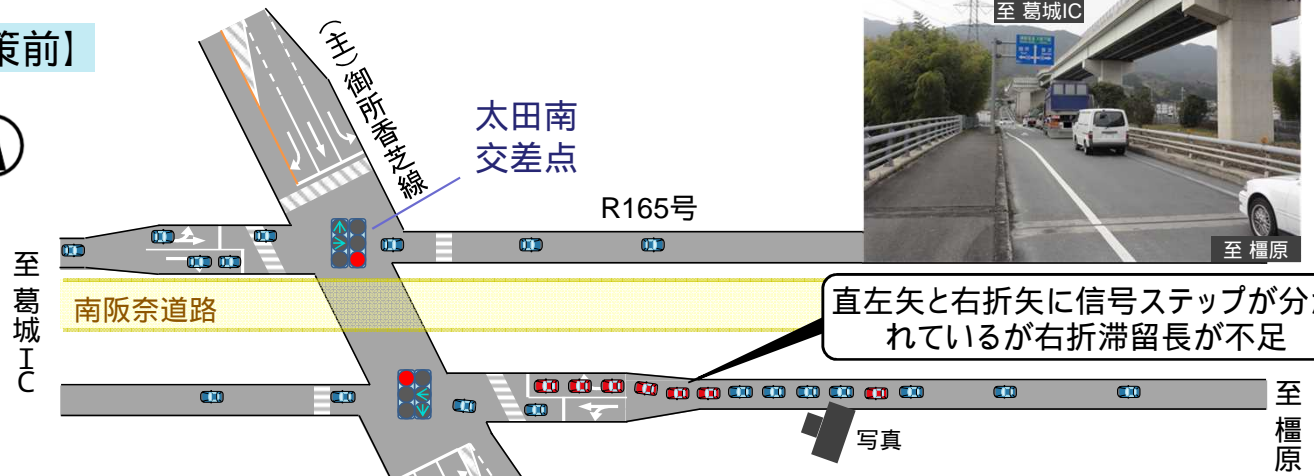 策前】
(主)御所香芝線
太田南
交差点
R165号
至 葛城IC
至 橿原
至 葛城IC
南阪奈道路
直左矢と右折矢に信号ステップが分か
れているが右折滞留長が不足
写真
至 橿原